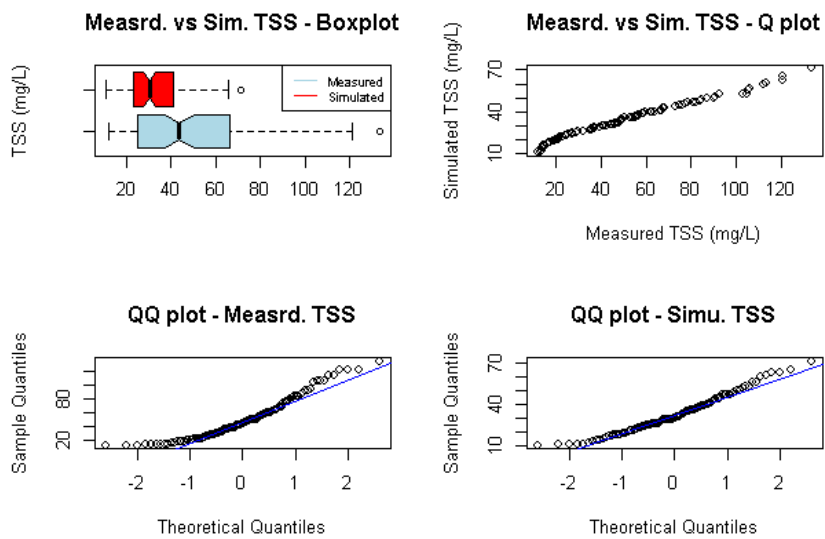 Measrd. vs Sim. TSS - Boxplot
TSS (mg/L)
Measured
Simulated
20 40 60 80 100 120
Measrd. vs Sim. TSS - Q plot
Simulated TSS (mg/L)
10 40 70
20 40 60 80 100 120
Measured TSS (mg/L)
QQ plot - Measrd. TSS
Sample Quantiles
20 80
-2 -1 0 1 2
Theoretical Quantiles
QQ plot - Simu. TSS
Sample Quantiles
10 40 70
-2 -1 0 1 2
Theoretical Quantiles